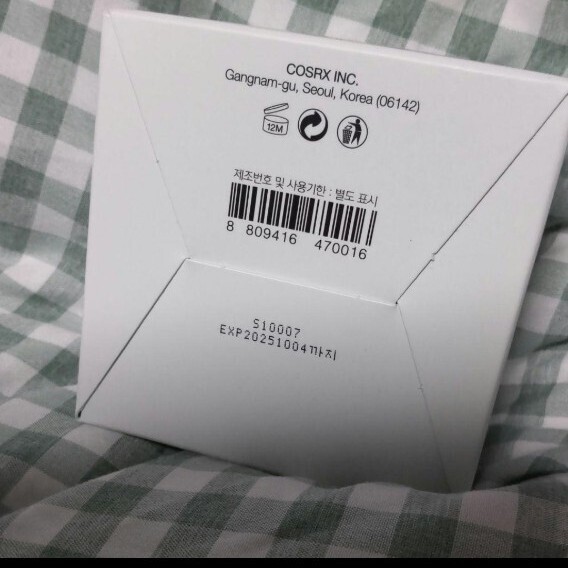 COSRX INC.
Gangnam-gu, Seoul, Korea (06142)
12M
제조번호 및 사용기한 : 별도 표시
8 809416 470016
S10007
EXP20251004까지